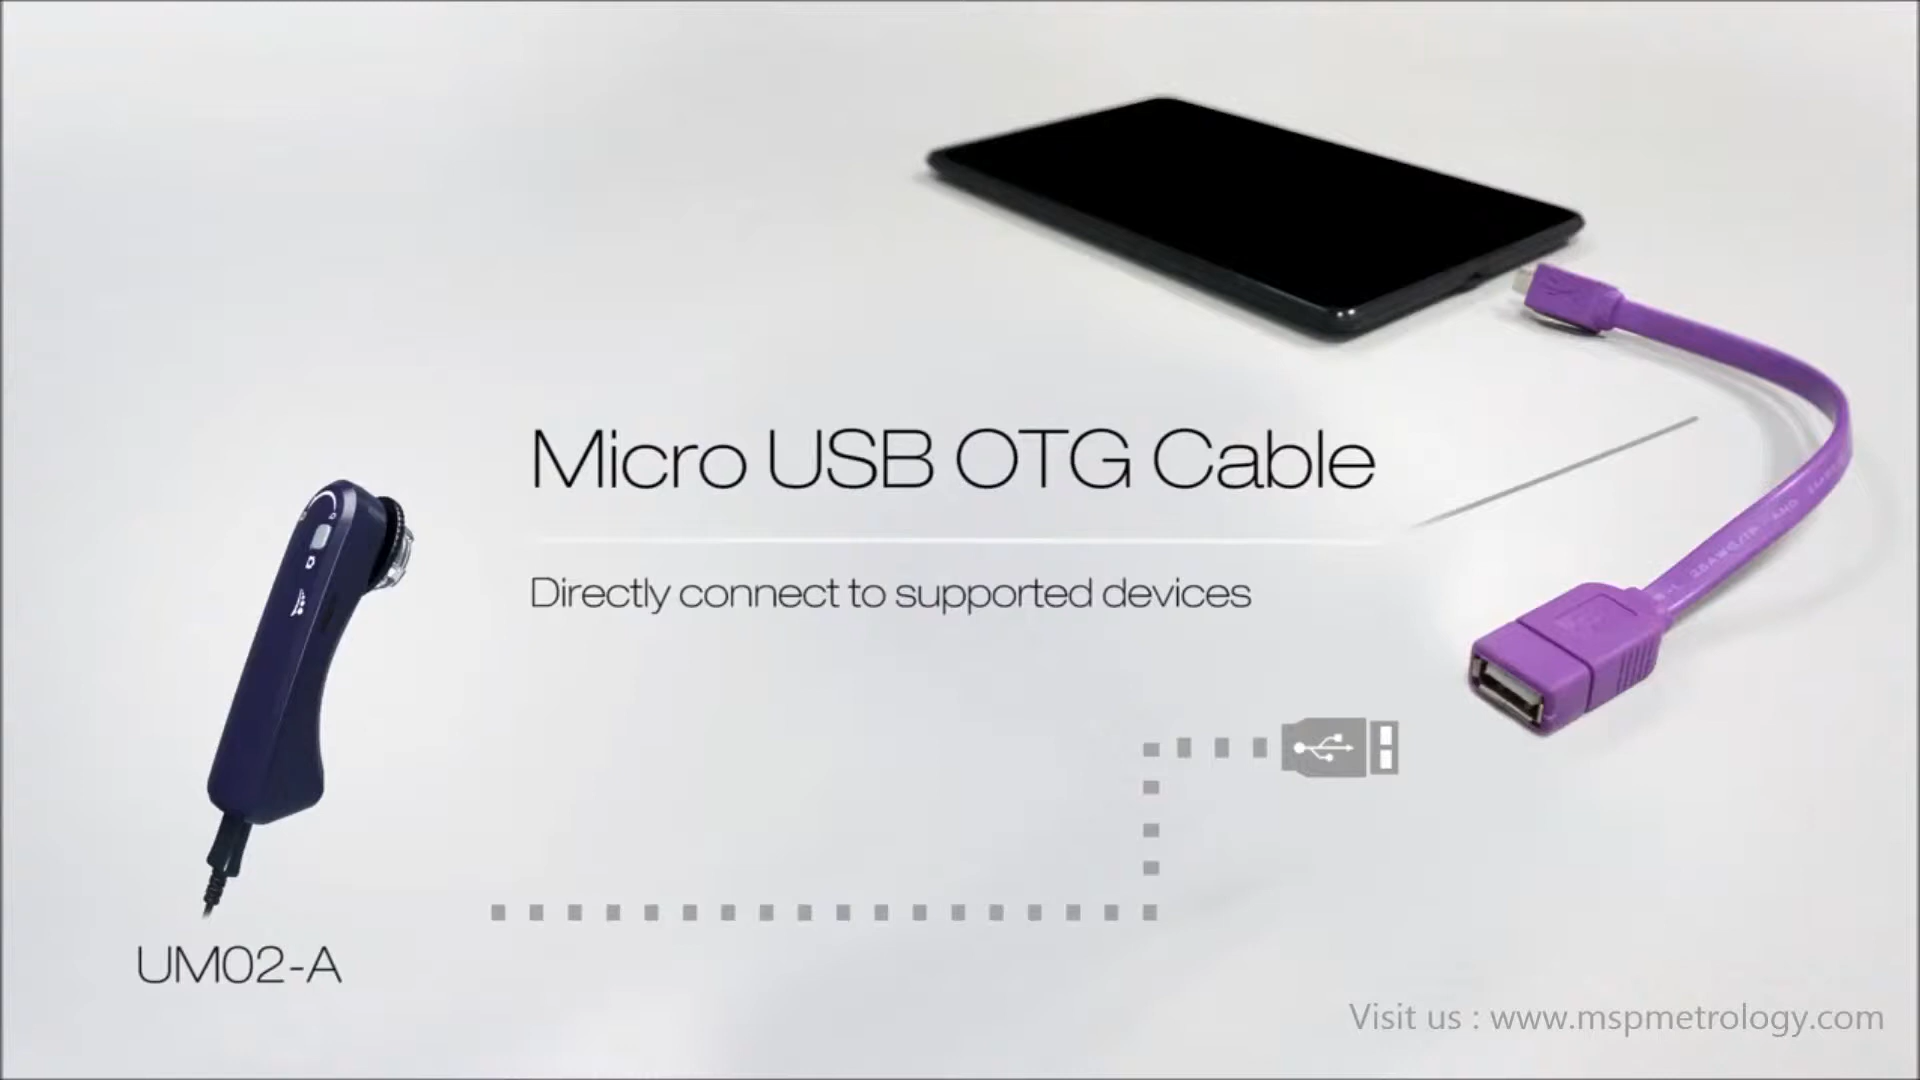 Micro USB OTG Cable
Directly connect to supported devices
UM02-A
Visit us : www.mspmetrology.com